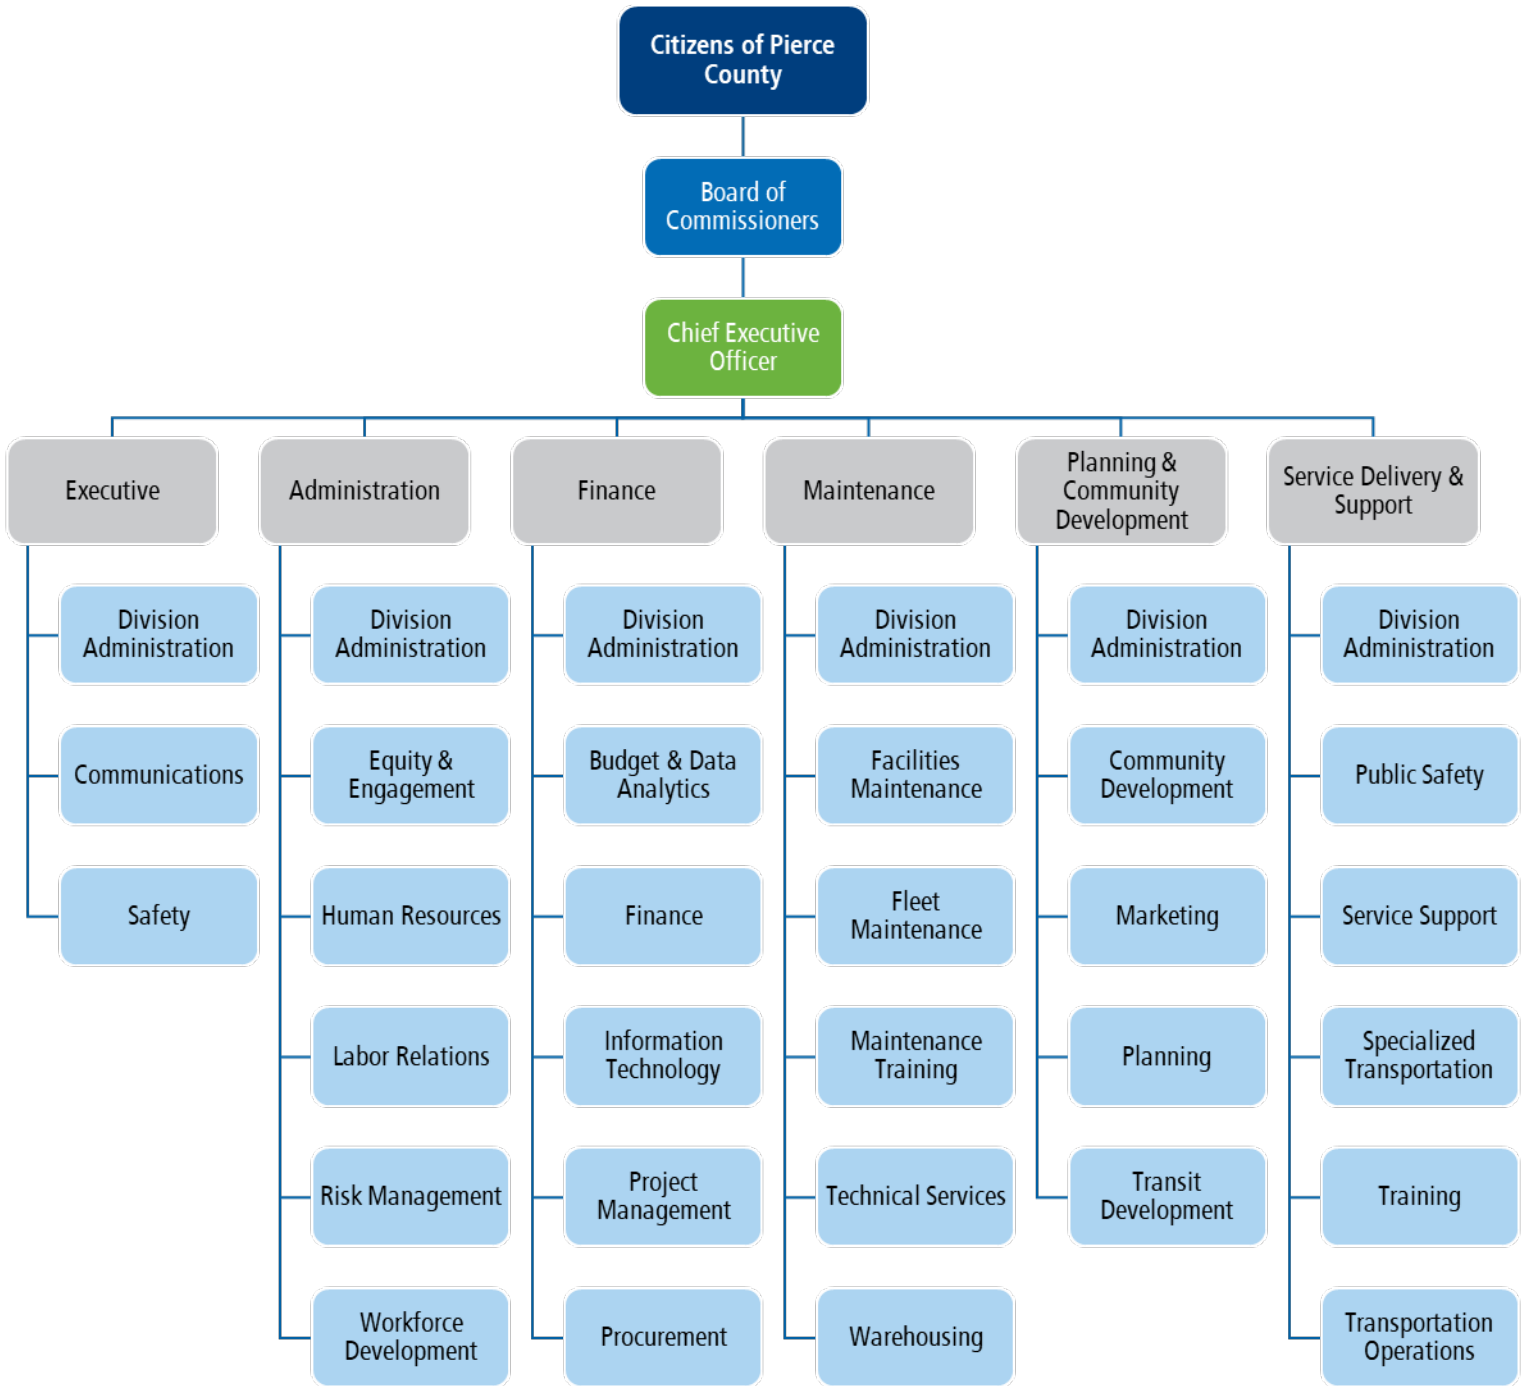 Citizens of Pierce
County
Board of
Commissioners
Chief Executive
Officer
Executive
Division
Administration
Communications
Safety
Administration
Division
Administration
Equity &
Engagement
Human Resources
Labor Relations
Risk Management
Workforce
Development
Finance
Division
Administration
Budget & Data
Analytics
Finance
Information
Technology
Project
Management
Procurement
Maintenance
Division
Administration
Facilities
Maintenance
Fleet
Maintenance
Maintenance
Training
Technical Services
Warehousing
Planning &
Community
Development
Division
Administration
Community
Development
Marketing
Planning
Transit
Development
Service Delivery &
Support
Division
Administration
Public Safety
Service Support
Specialized
Transportation
Training
Transportation
Operations